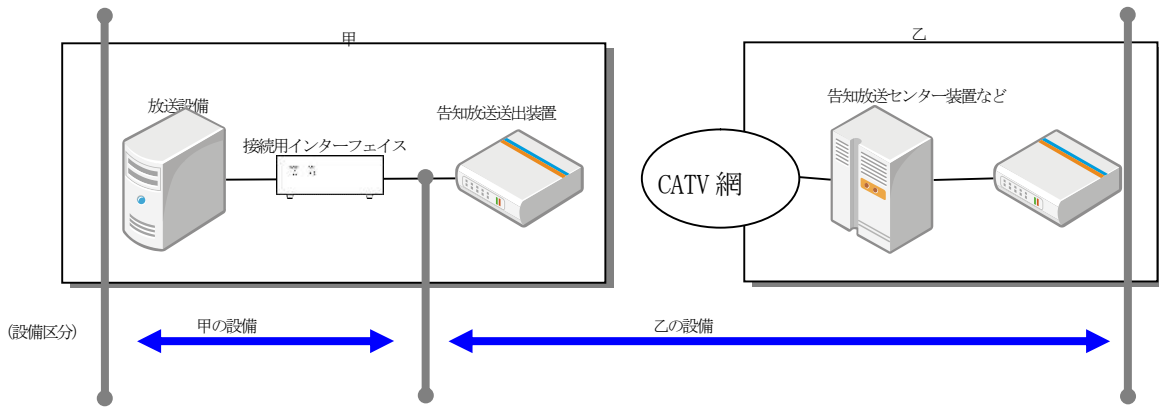 甲
乙
放送設備
接続用インターフェイス
告知放送送出装置
告知放送センター装置など
CATV 網
(設備区分)
甲の設備
乙の設備